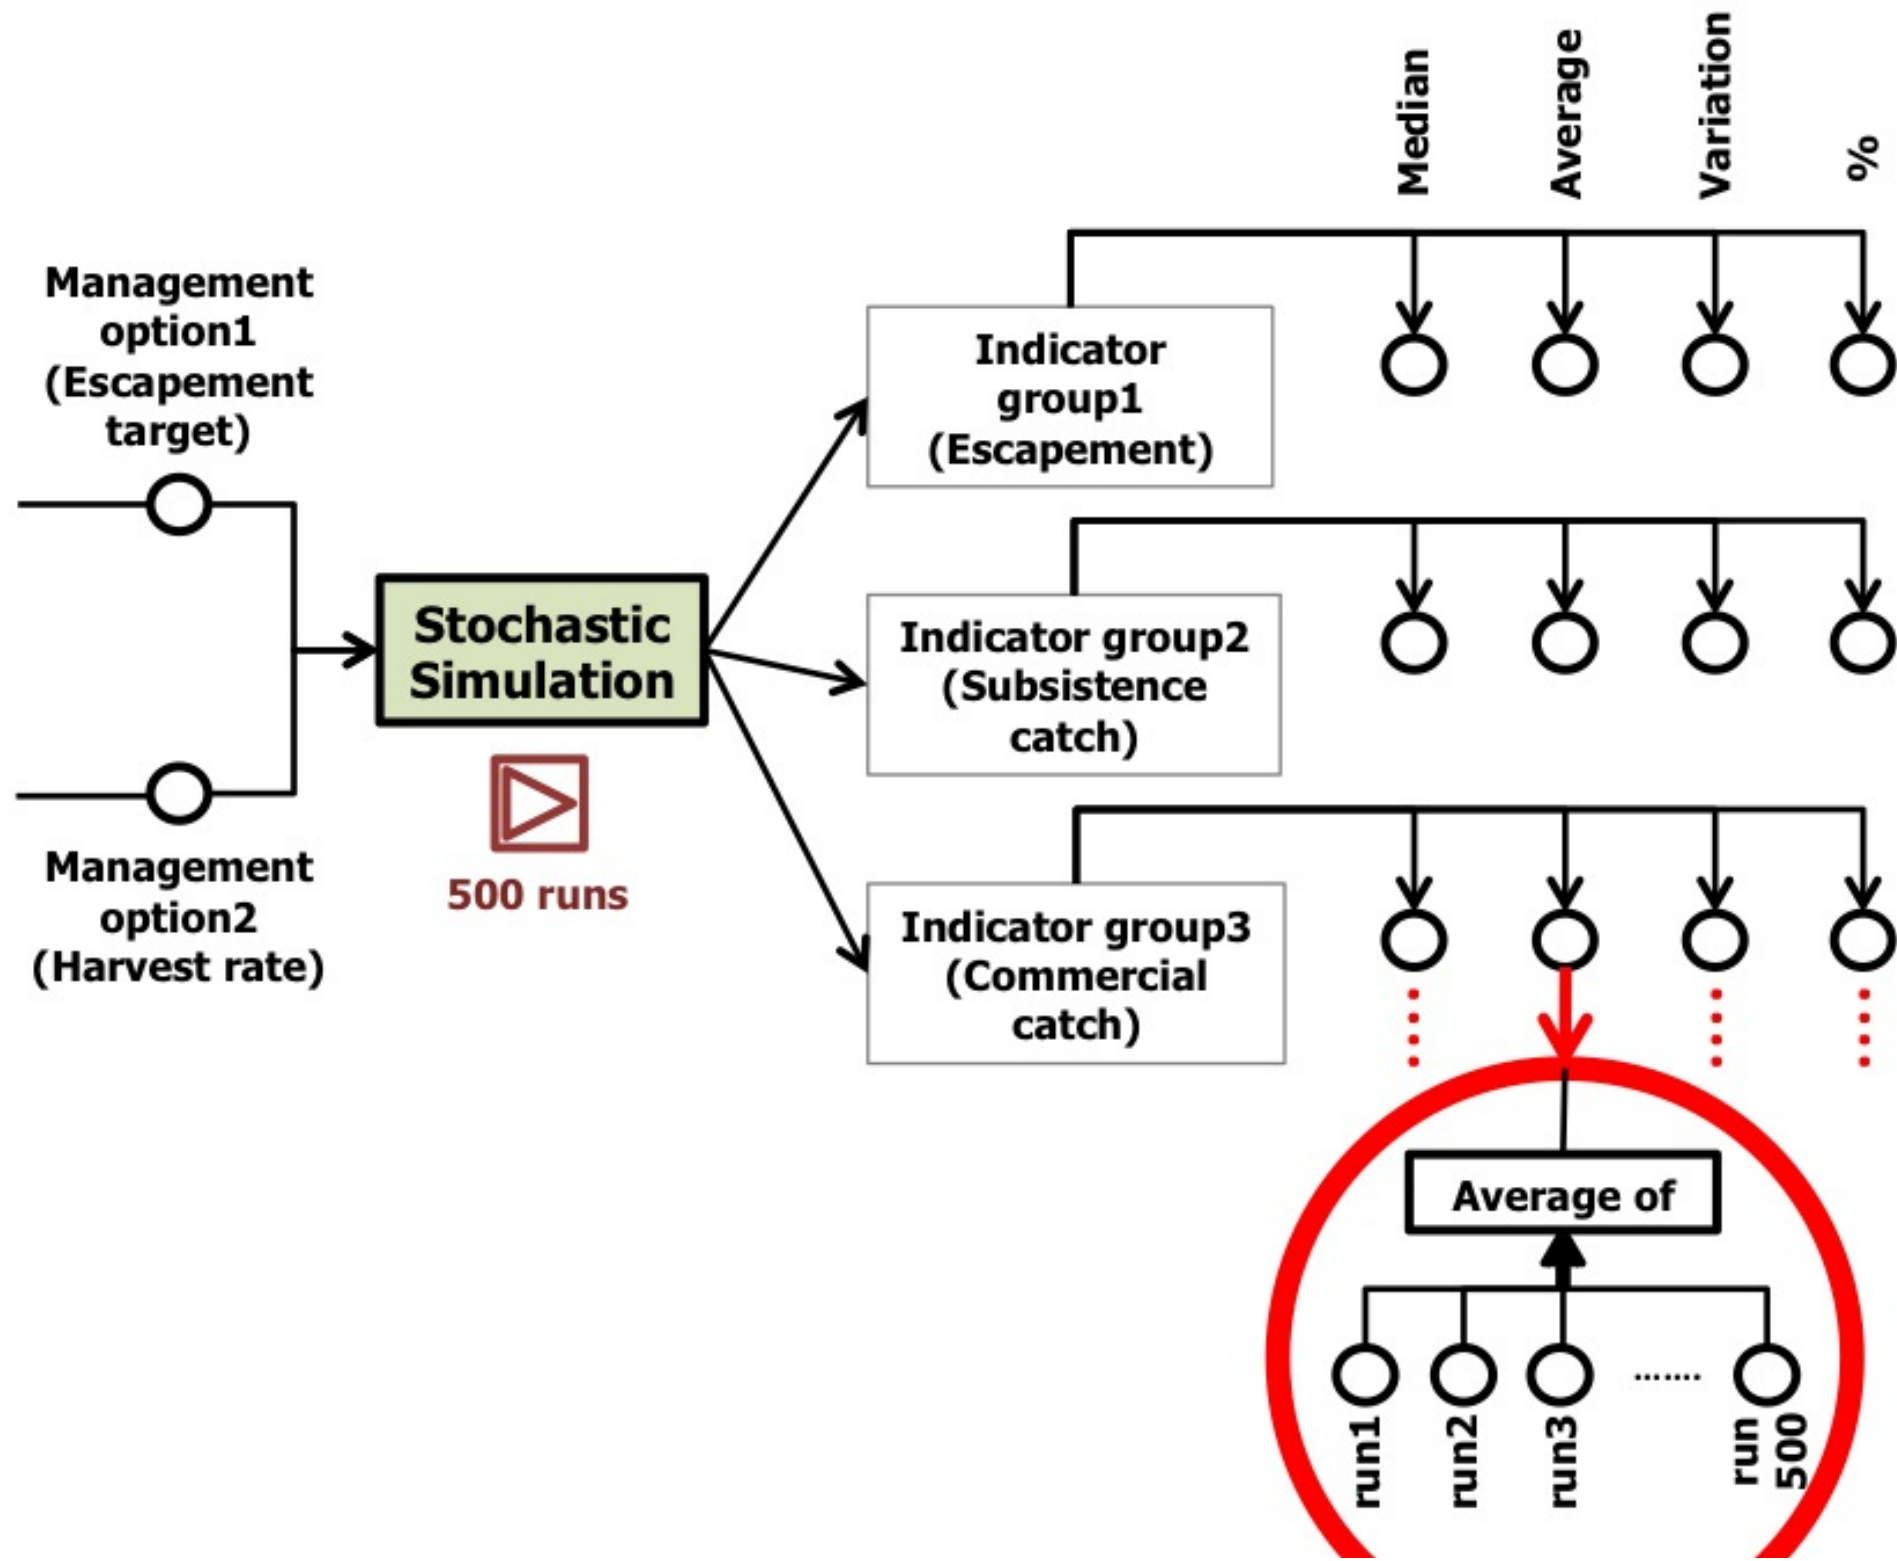 Median
Average
Variation
%
Management
option1
(Escapement
target)
Indicator
group1
(Escapement)
Stochastic
Simulation
500 runs
Indicator group2
(Subsistence
catch)
Management
option2
(Harvest rate)
Indicator group3
(Commercial
catch)
Average of
run1
run2
run3
.......
run
500